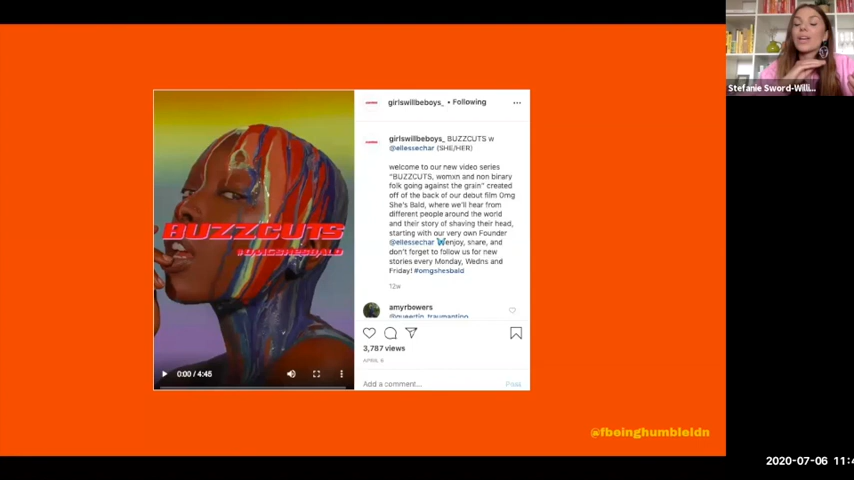 Stefanie Sword-Willi...
girlswillbeboys_ • Following
girlswillbeboys_ BUZZCUTS w
@ellessechar (SHE/HER)
welcome to our new video series
"BUZZCUTS, womxn and non binary
folk going against the grain" created
off of the back of our debut film Omg
She's Bald, where we'll hear from
different people around the world
and their story of shaving their head,
starting with our very own Founder
@ellessechar 🦋 enjoy, share, and
don't forget to follow us for new
stories every Monday, Wedns and
Friday! #omgshesbald
12w
BUZZCUTS
#OMGSHESBALD
amyrbowers
3,787 views
APRIL 6
0:00 / 4:45
Add a comment...
Post
@fbeinghumbleldn
2020-07-06 11:4